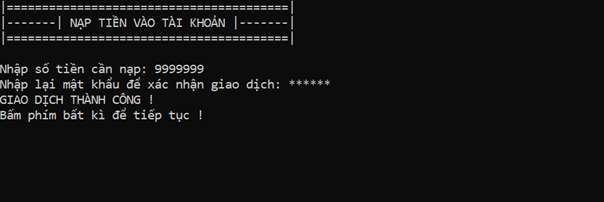 |========================================|
|-------| NẠP TIỀN VÀO TÀI KHOẢN |-------|
|========================================|
Nhập số tiền cần nạp: 9999999
Nhập lại mật khẩu để xác nhận giao dịch: ******
GIAO DỊCH THÀNH CÔNG !
Bấm phím bất kì để tiếp tục !